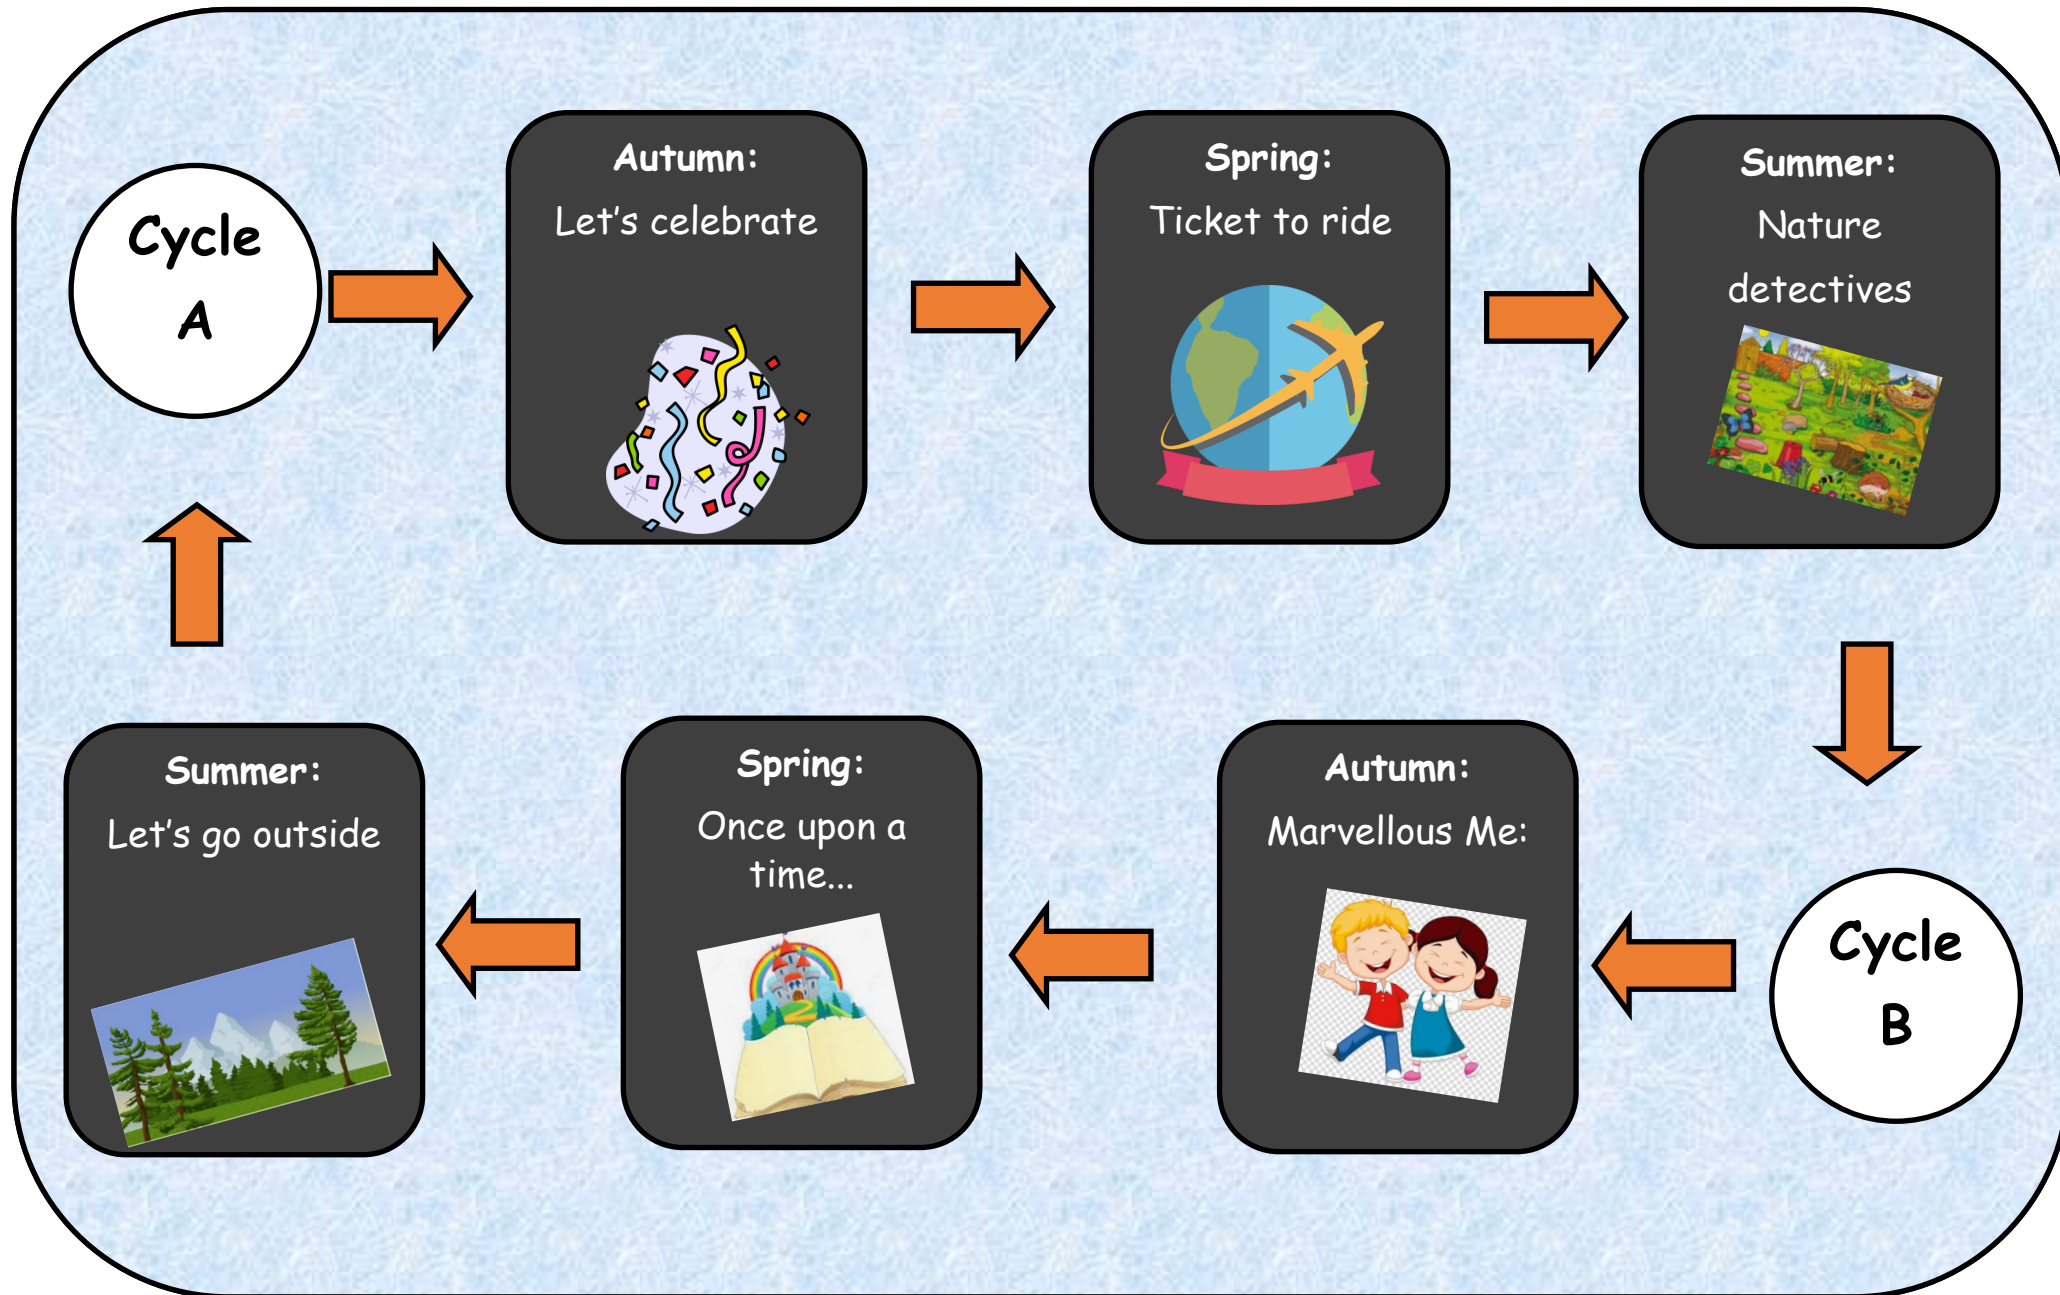 Cycle
A
Autumn:
Let's celebrate
Spring:
Ticket to ride
Summer:
Nature
detectives
Cycle
B
Autumn:
Marvellous Me:
Spring:
Once upon a
time...
Summer:
Let's go outside